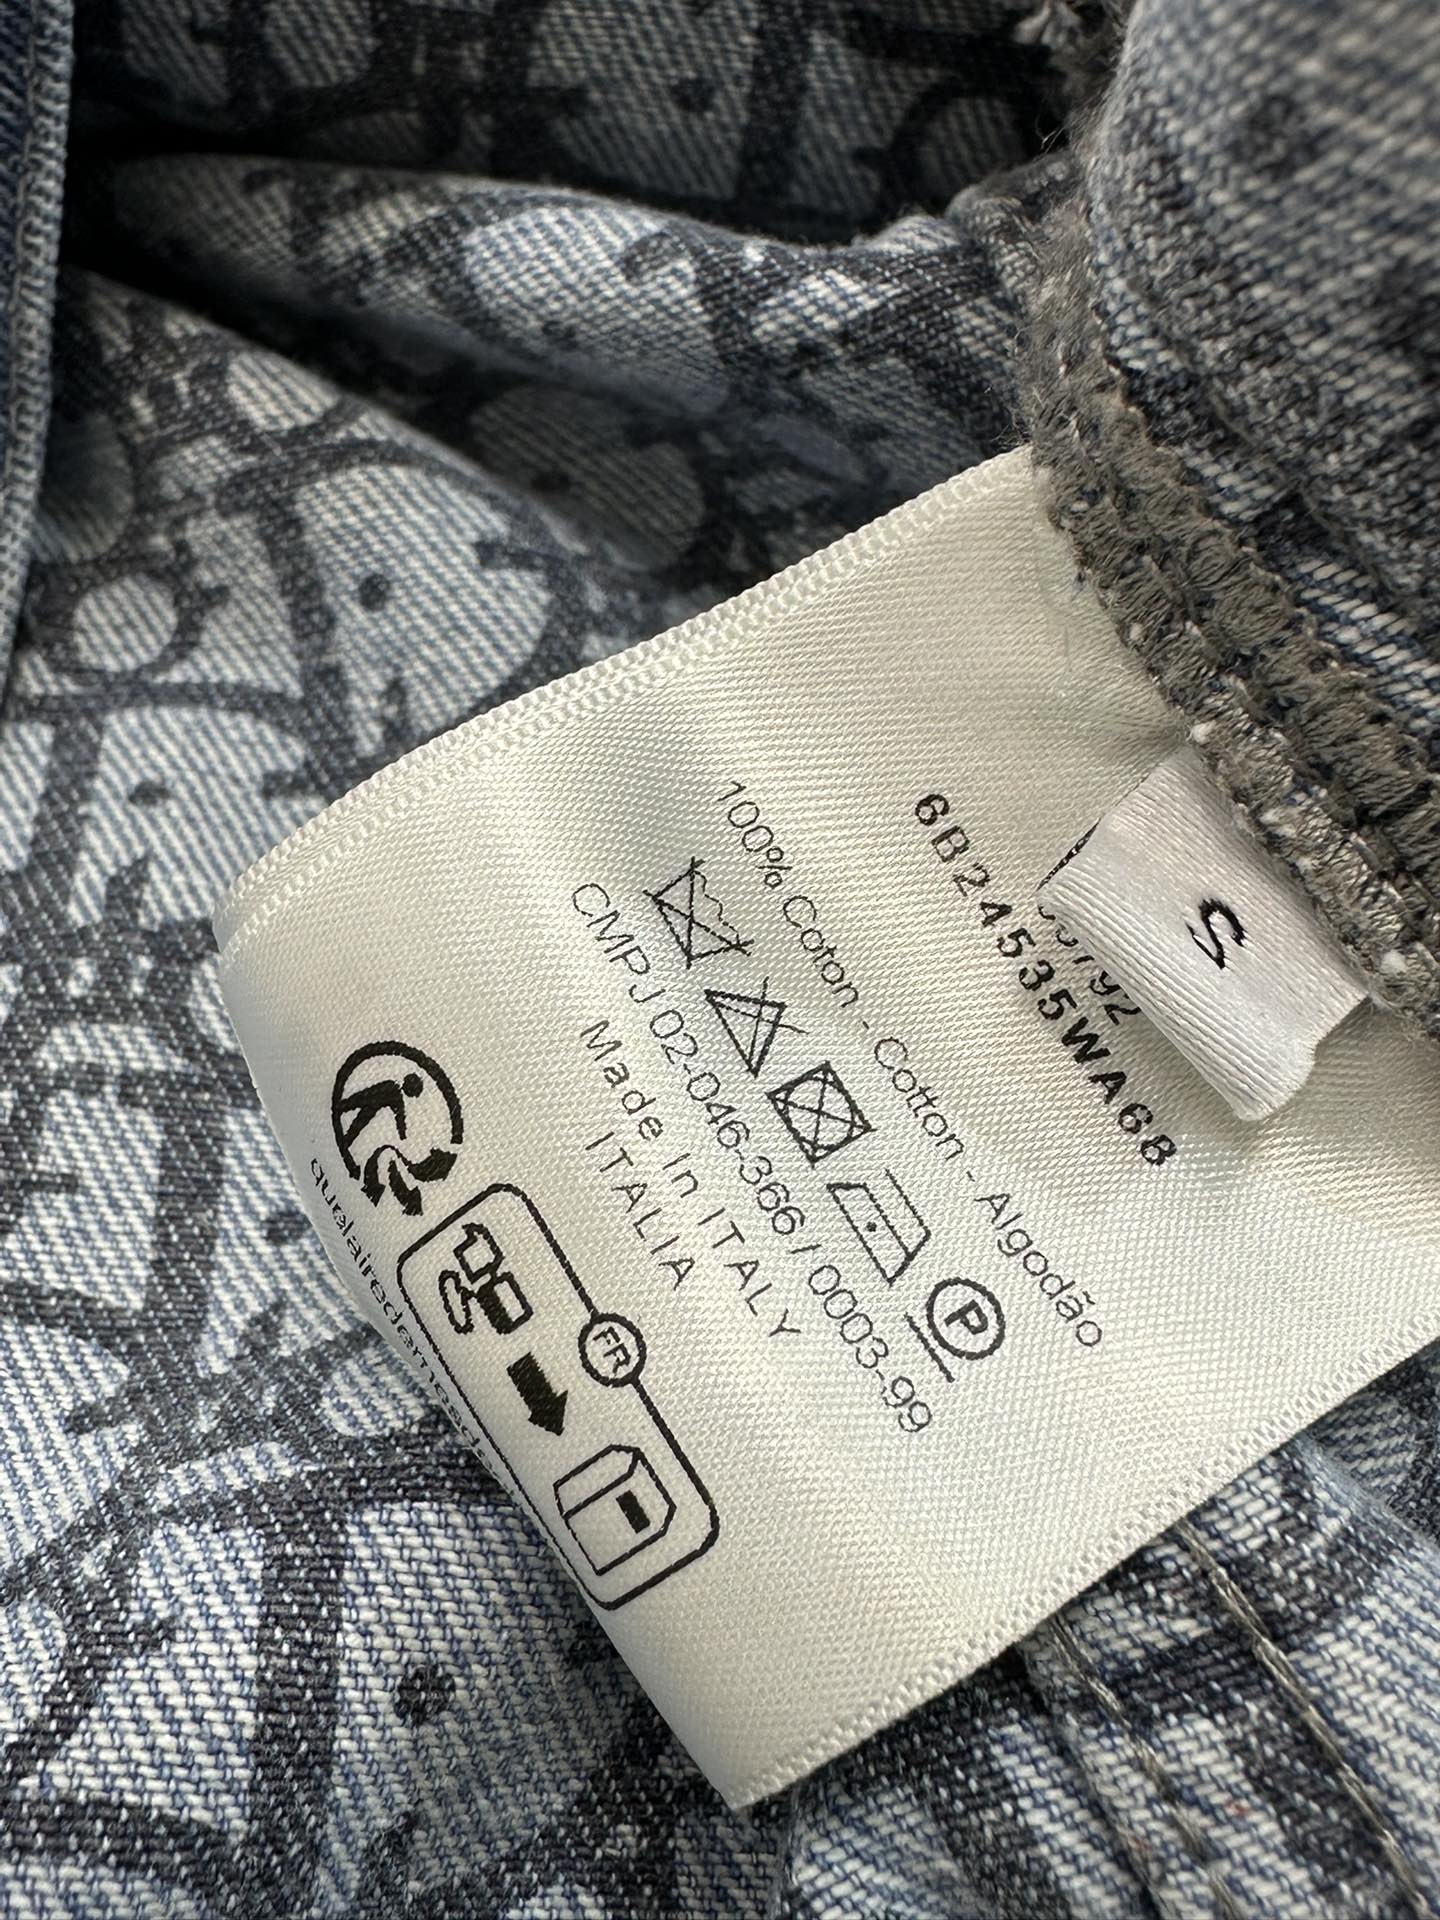 S
6B24535WA68
100% Coton - Cotton - Algodão
P
CMPJ 02-046-366 / 0003-99
Made In ITALY
ITALIA
FR